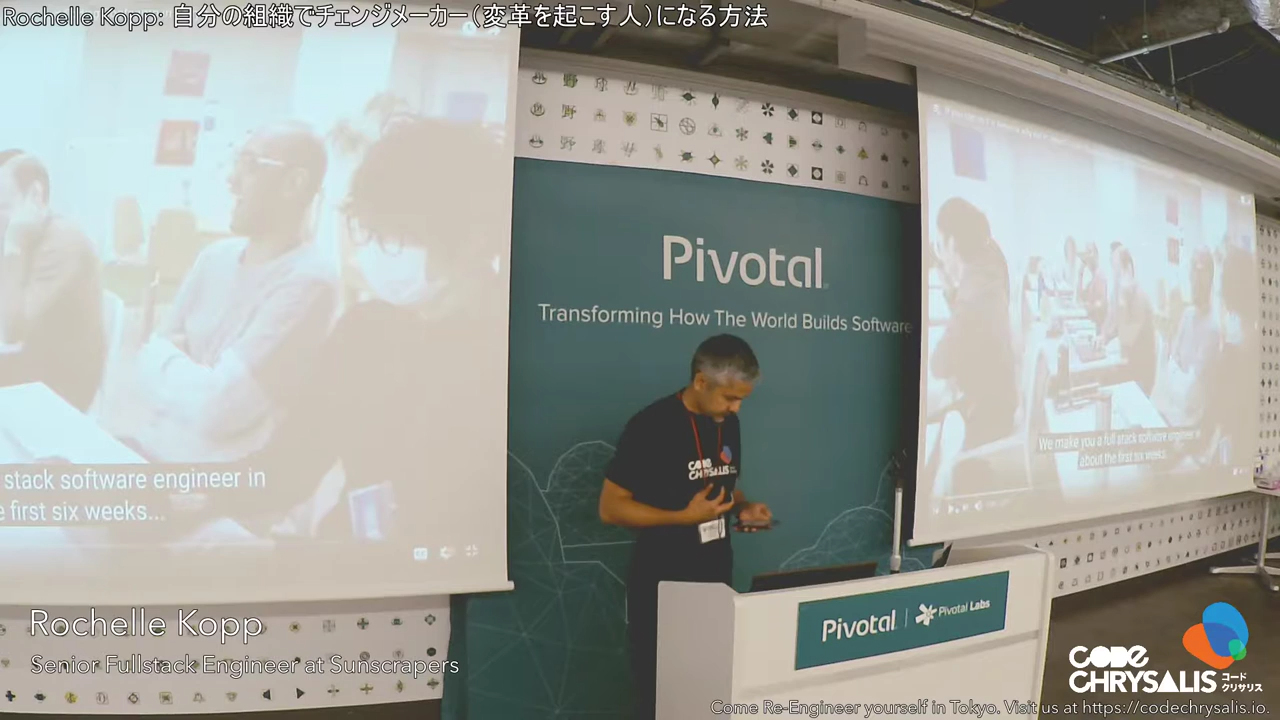 Rochelle Kopp: 自分の組織でチェンジメーカー（変革を起こす人）になる方法
Pivotal
Transforming How The World Builds Software
stack software engineer in
first six weeks...
We make you a full stack software engineer in
about the first six weeks.
CODE
CHRYSALIS
Pivotal | Pivotal Labs
Rochelle Kopp
Senior Fullstack Engineer at Sunscrapers
CODE
CHRYSALIS コード クリサリス
Come Re-Engineer yourself in Tokyo. Visit us at https://codechrysalis.io.